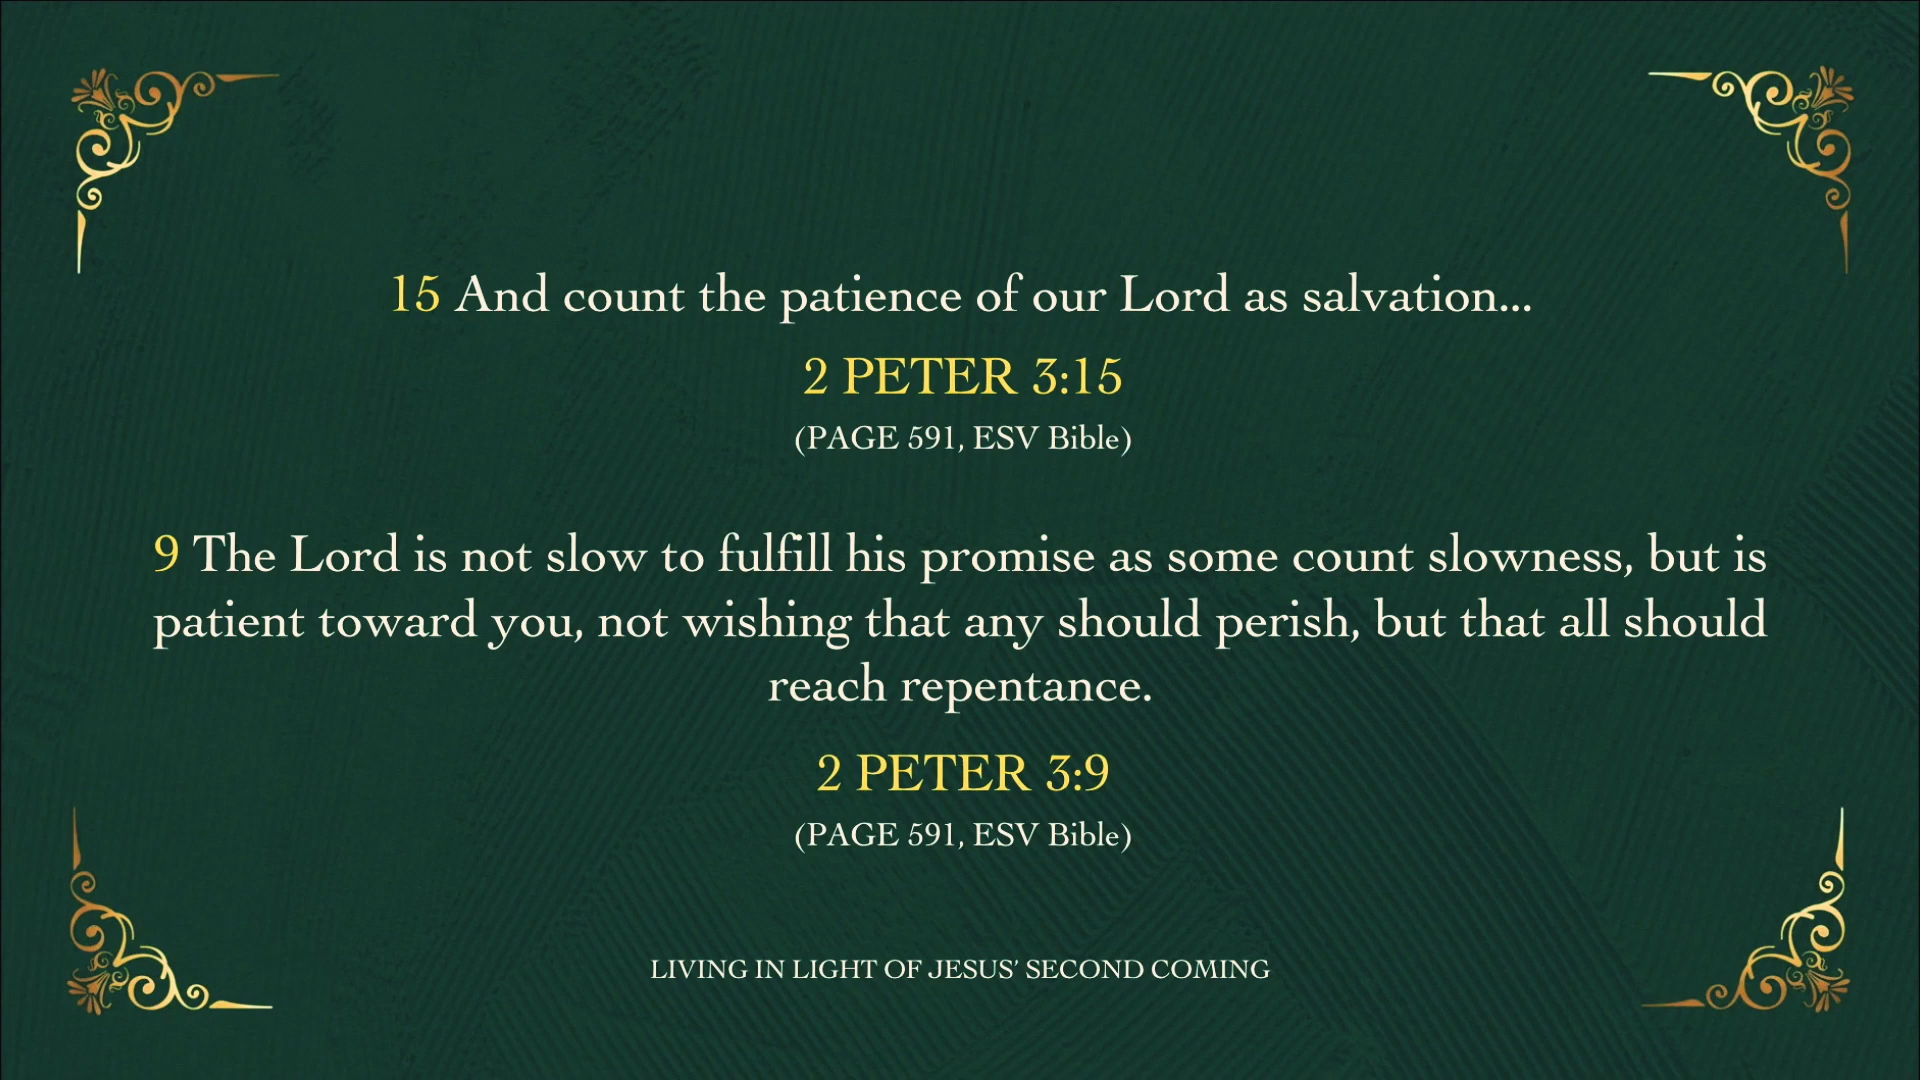 15 And count the patience of our Lord as salvation...
2 PETER 3:15
(PAGE 591, ESV Bible)
9 The Lord is not slow to fulfill his promise as some count slowness, but is
patient toward you, not wishing that any should perish, but that all should
reach repentance.
2 PETER 3:9
(PAGE 591, ESV Bible)
LIVING IN LIGHT OF JESUS’ SECOND COMING